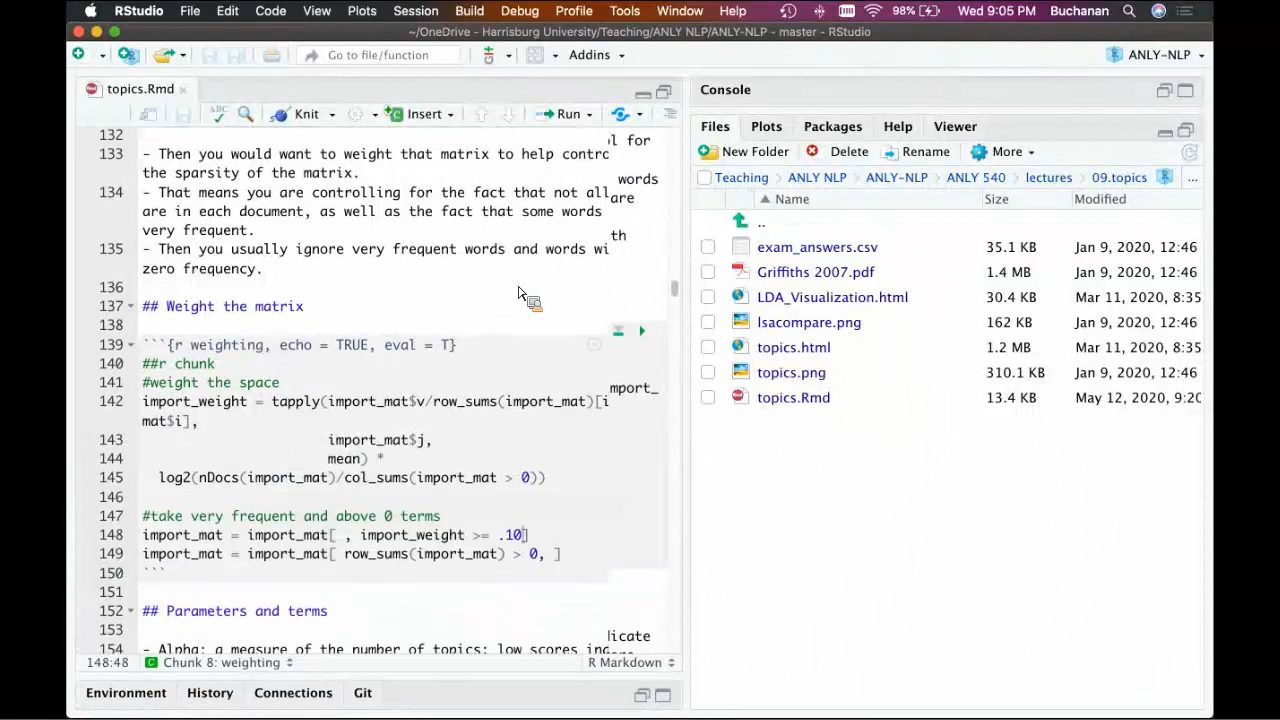 RStudio File Edit Code View Plots Session Build Debug Profile Tools Window Help 98% Wed 9:05 PM Buchanan
~/OneDrive - Harrisburg University/Teaching/ANLY NLP/ANLY-NLP - master - RStudio
Go to file/function Addins ANLY-NLP
topics.Rmd
ABC Knit Insert Run
132
133 - Then you would want to weight that matrix to help contro
l for
the sparsity of the matrix.
134 - That means you are controlling for the fact that not all
words
are in each document, as well as the fact that some words
are
very frequent.
135 - Then you usually ignore very frequent words and words wi
th
zero frequency.
136
137 ## Weight the matrix
138
139 ```{r weighting, echo = TRUE, eval = T}
140 ##r chunk
141 #weight the space
142 import_weight = tapply(import_mat$v/row_sums(import_mat)[i
mport_
mat$i],
143 import_mat$j,
144 mean) *
145 log2(nDocs(import_mat)/col_sums(import_mat > 0))
146
147 #take very frequent and above 0 terms
148 import_mat = import_mat[ , import_weight >= .10]
149 import_mat = import_mat[ row_sums(import_mat) > 0, ]
150 ```
151
152 ## Parameters and terms
153
154 - Alpha: a measure of the number of topics: low scores ind
icate
148:48 Chunk 8: weighting R Markdown
Environment History Connections Git
Console
Files Plots Packages Help Viewer
New Folder Delete Rename More
Teaching ANLY NLP ANLY-NLP ANLY 540 lectures 09.topics ...
Name Size Modified
..
exam_answers.csv 35.1 KB Jan 9, 2020, 12:46
Griffiths 2007.pdf 1.4 MB Jan 9, 2020, 12:46
LDA_Visualization.html 30.4 KB Mar 11, 2020, 8:35
lsacompare.png 162 KB Jan 9, 2020, 12:46
topics.html 1.2 MB Mar 11, 2020, 8:35
topics.png 310.1 KB Jan 9, 2020, 12:46
topics.Rmd 13.4 KB May 12, 2020, 9:20